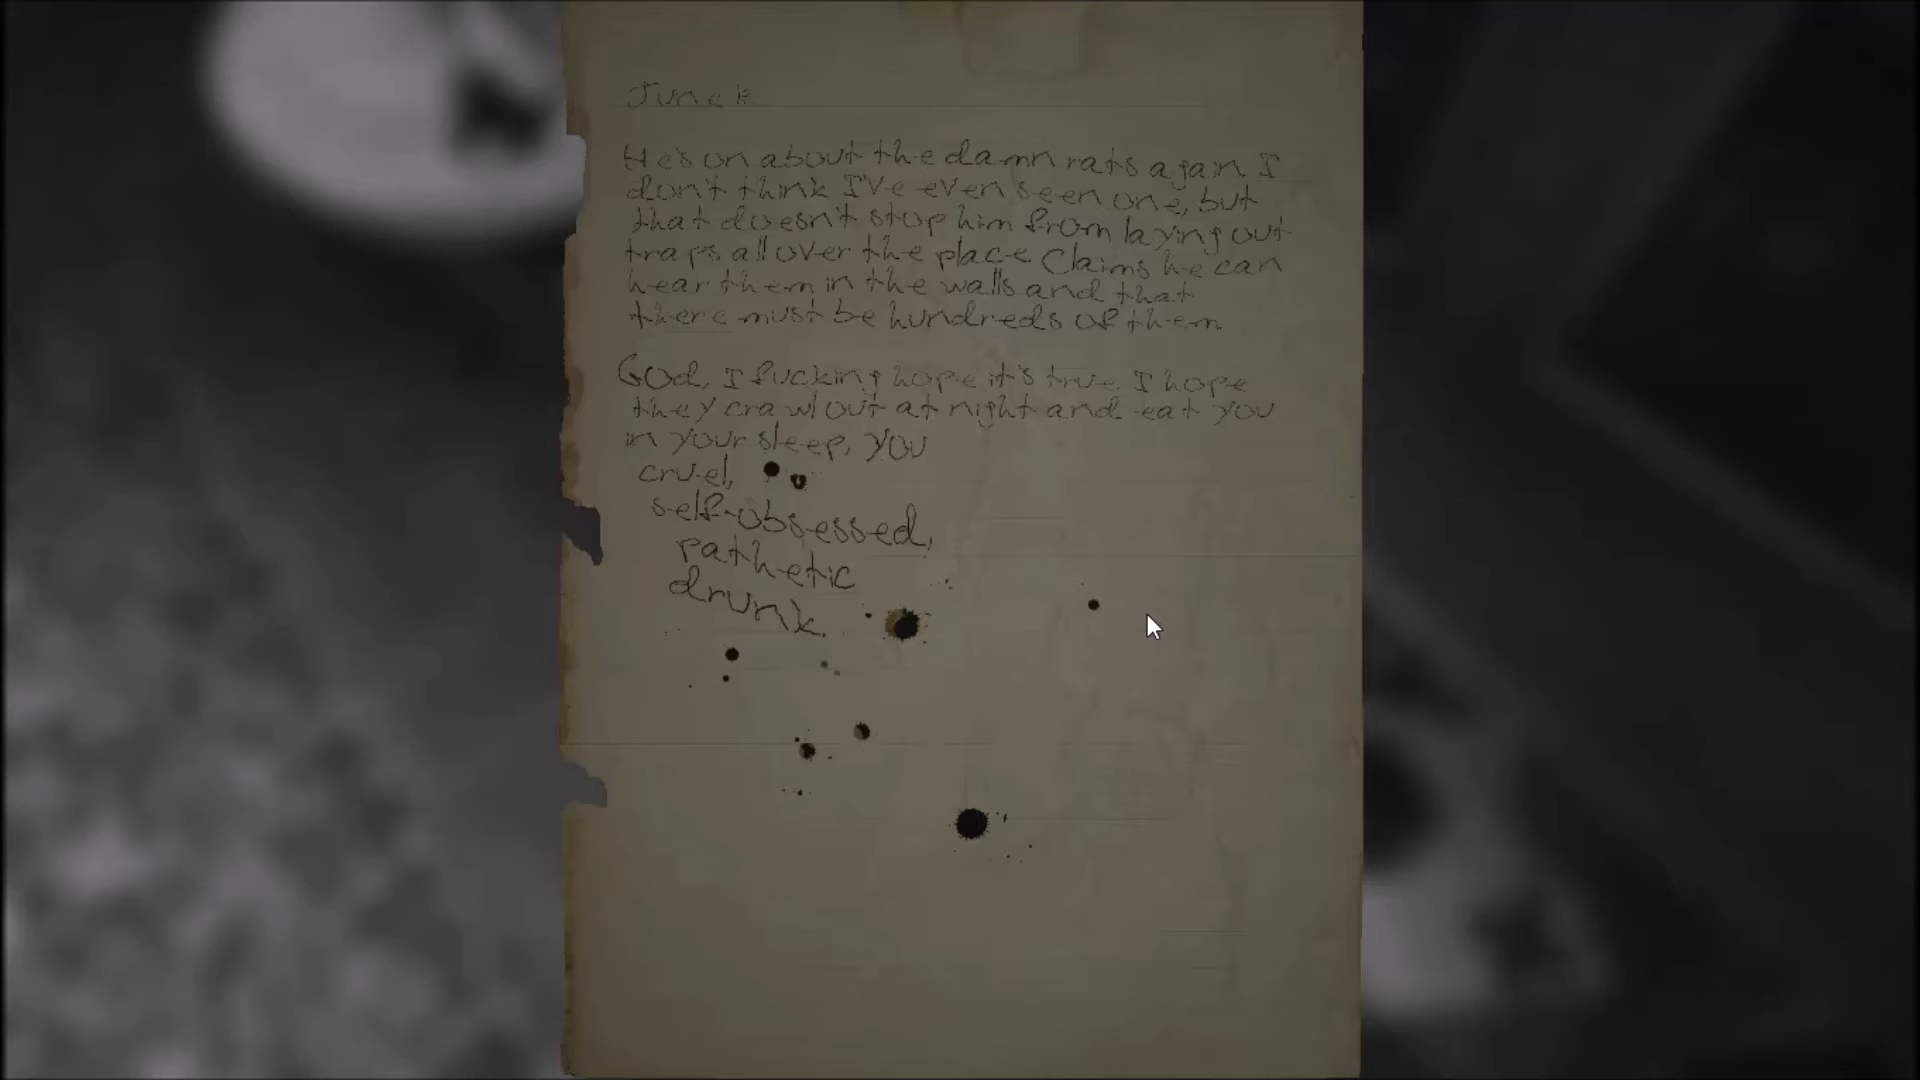 June
He's on about the damn rats again. I
don't think I've even seen one, but
that doesn't stop him from laying out
traps all over the place. Claims he can
hear them in the walls and that
there must be hundreds of them.
God, I fucking hope it's true. I hope
they crawl out at night and eat you
in your sleep, you
cruel,
self-obsessed,
pathetic
drunk.